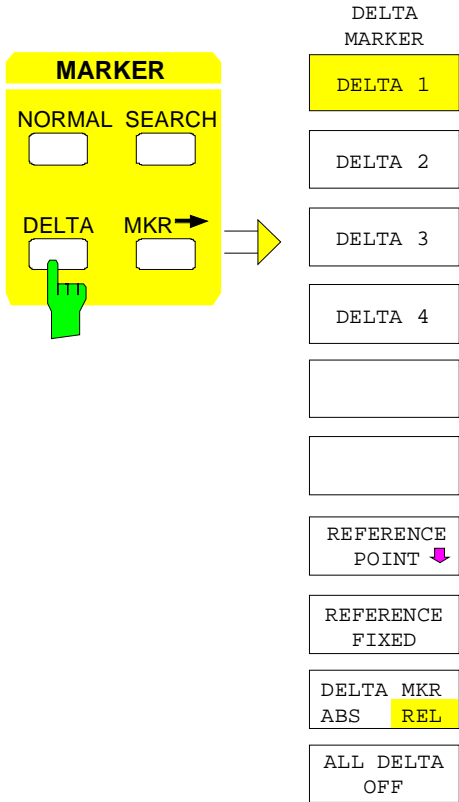 MARKER
NORMAL SEARCH
DELTA MKR
DELTA
MARKER
DELTA 1
DELTA 2
DELTA 3
DELTA 4
REFERENCE
POINT
REFERENCE
FIXED
DELTA MKR
ABS REL
ALL DELTA
OFF